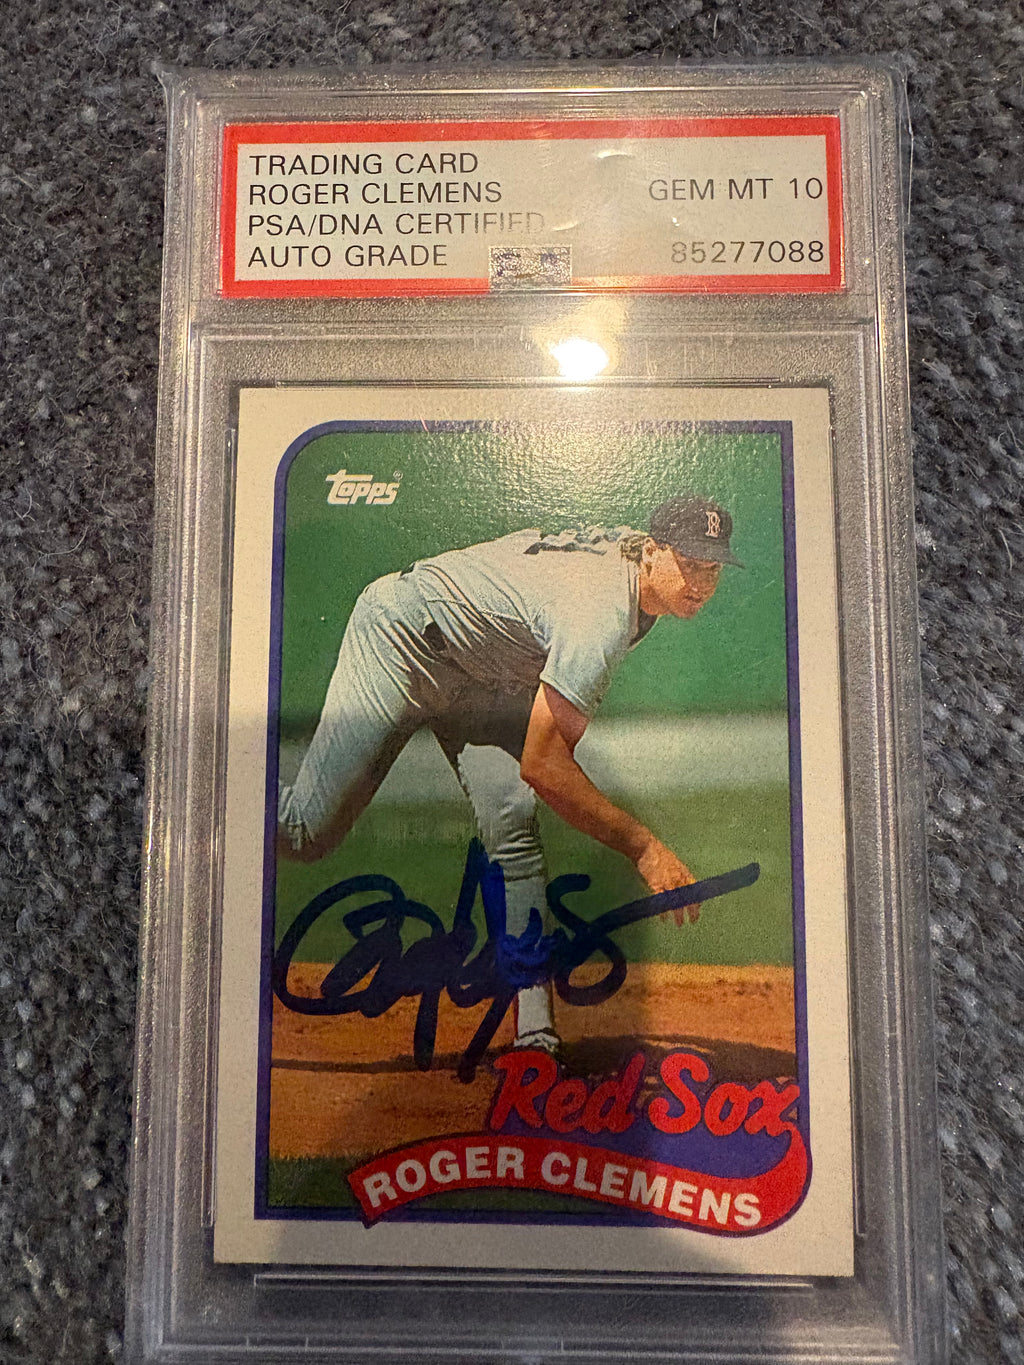 TRADING CARD
ROGER CLEMENS
PSA/DNA CERTIFIED
AUTO GRADE
GEM MT 10
85277088
topps®
B
Red Sox
ROGER CLEMENS